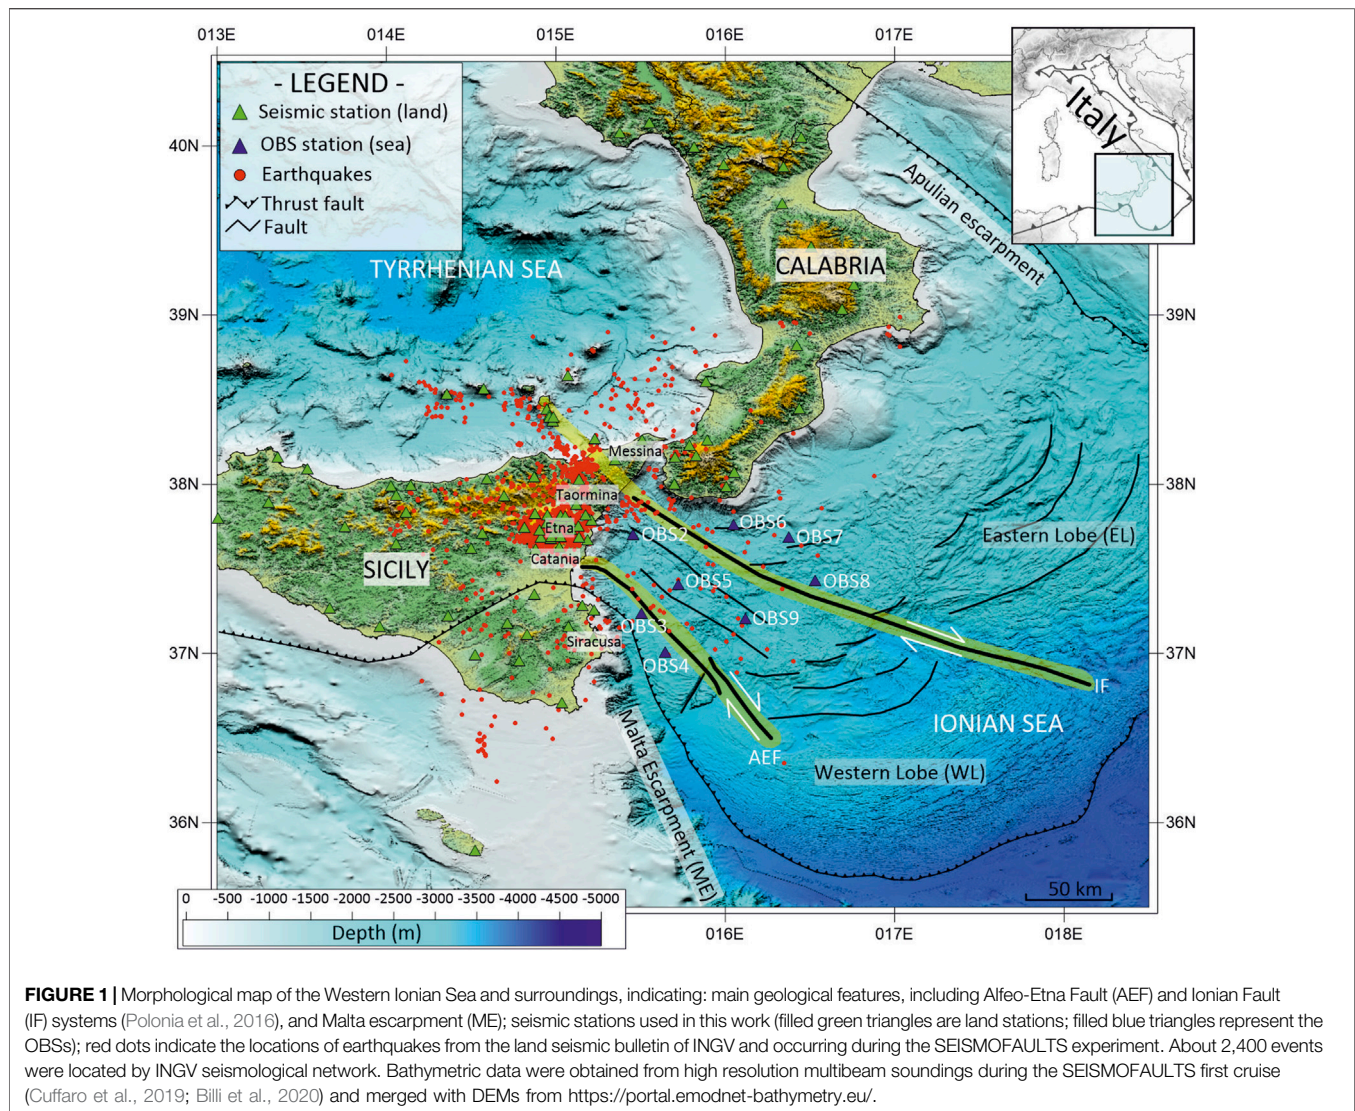 013E 014E 015E 016E 017E
- LEGEND -
Seismic station (land)
OBS station (sea)
Earthquakes
Thrust fault
Fault
Italy
40N
Apulian escarpment
TYRRHENIAN SEA
CALABRIA
39N 39N
Messina
38N 38N
Taormina
Etna
OBS2
OBS6
OBS7
Eastern Lobe (EL)
Catania
SICILY
OBS5
OBS8
OBS3
OBS9
Siracusa
37N 37N
OBS4
IF
IONIAN SEA
AEF
Western Lobe (WL)
Malta Escarpment (ME)
36N 36N
50 km
0 -500 -1000 -1500 -2000 -2500 -3000 -3500 -4000 -4500 -5000
Depth (m)
016E 017E 018E
FIGURE 1 | Morphological map of the Western Ionian Sea and surroundings, indicating: main geological features, including Alfeo-Etna Fault (AEF) and Ionian Fault
(IF) systems (Polonia et al., 2016), and Malta escarpment (ME); seismic stations used in this work (filled green triangles are land stations; filled blue triangles represent the
OBSs); red dots indicate the locations of earthquakes from the land seismic bulletin of INGV and occurring during the SEISMOFAULTS experiment. About 2,400 events
were located by INGV seismological network. Bathymetric data were obtained from high resolution multibeam soundings during the SEISMOFAULTS first cruise
(Cuffaro et al., 2019; Billi et al., 2020) and merged with DEMs from https://portal.emodnet-bathymetry.eu/.